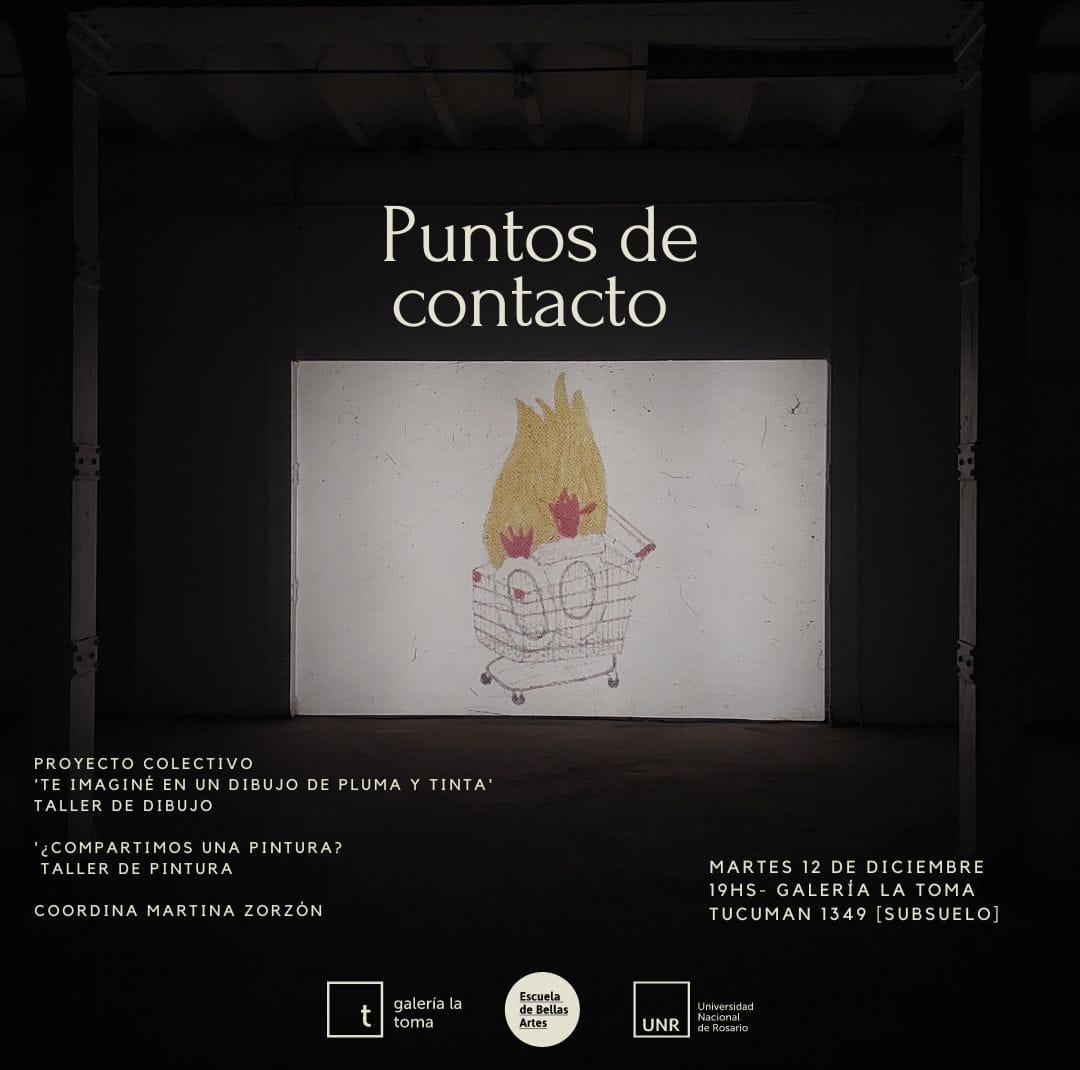 Puntos de
contacto
PROYECTO COLECTIVO
'TE IMAGINÉ EN UN DIBUJO DE PLUMA Y TINTA'
TALLER DE DIBUJO
'¿COMPARTIMOS UNA PINTURA?
TALLER DE PINTURA
COORDINA MARTINA ZORZÓN
MARTES 12 DE DICIEMBRE
19HS- GALERÍA LA TOMA
TUCUMAN 1349 [SUBSUELO]
t
galería la
toma
Escuela
de Bellas
Artes
UNR
Universidad
Nacional
de Rosario